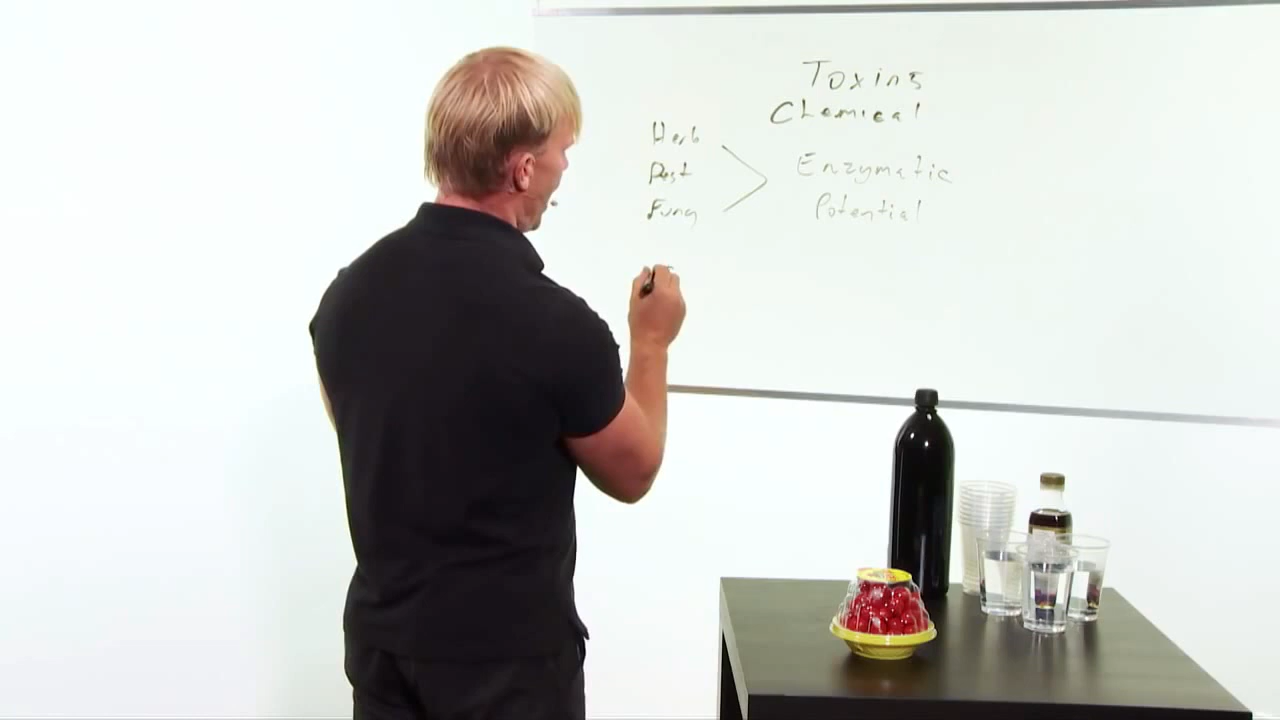 Toxins
Chemical
Herb
Pest
Fung
Enzymatic
Potential